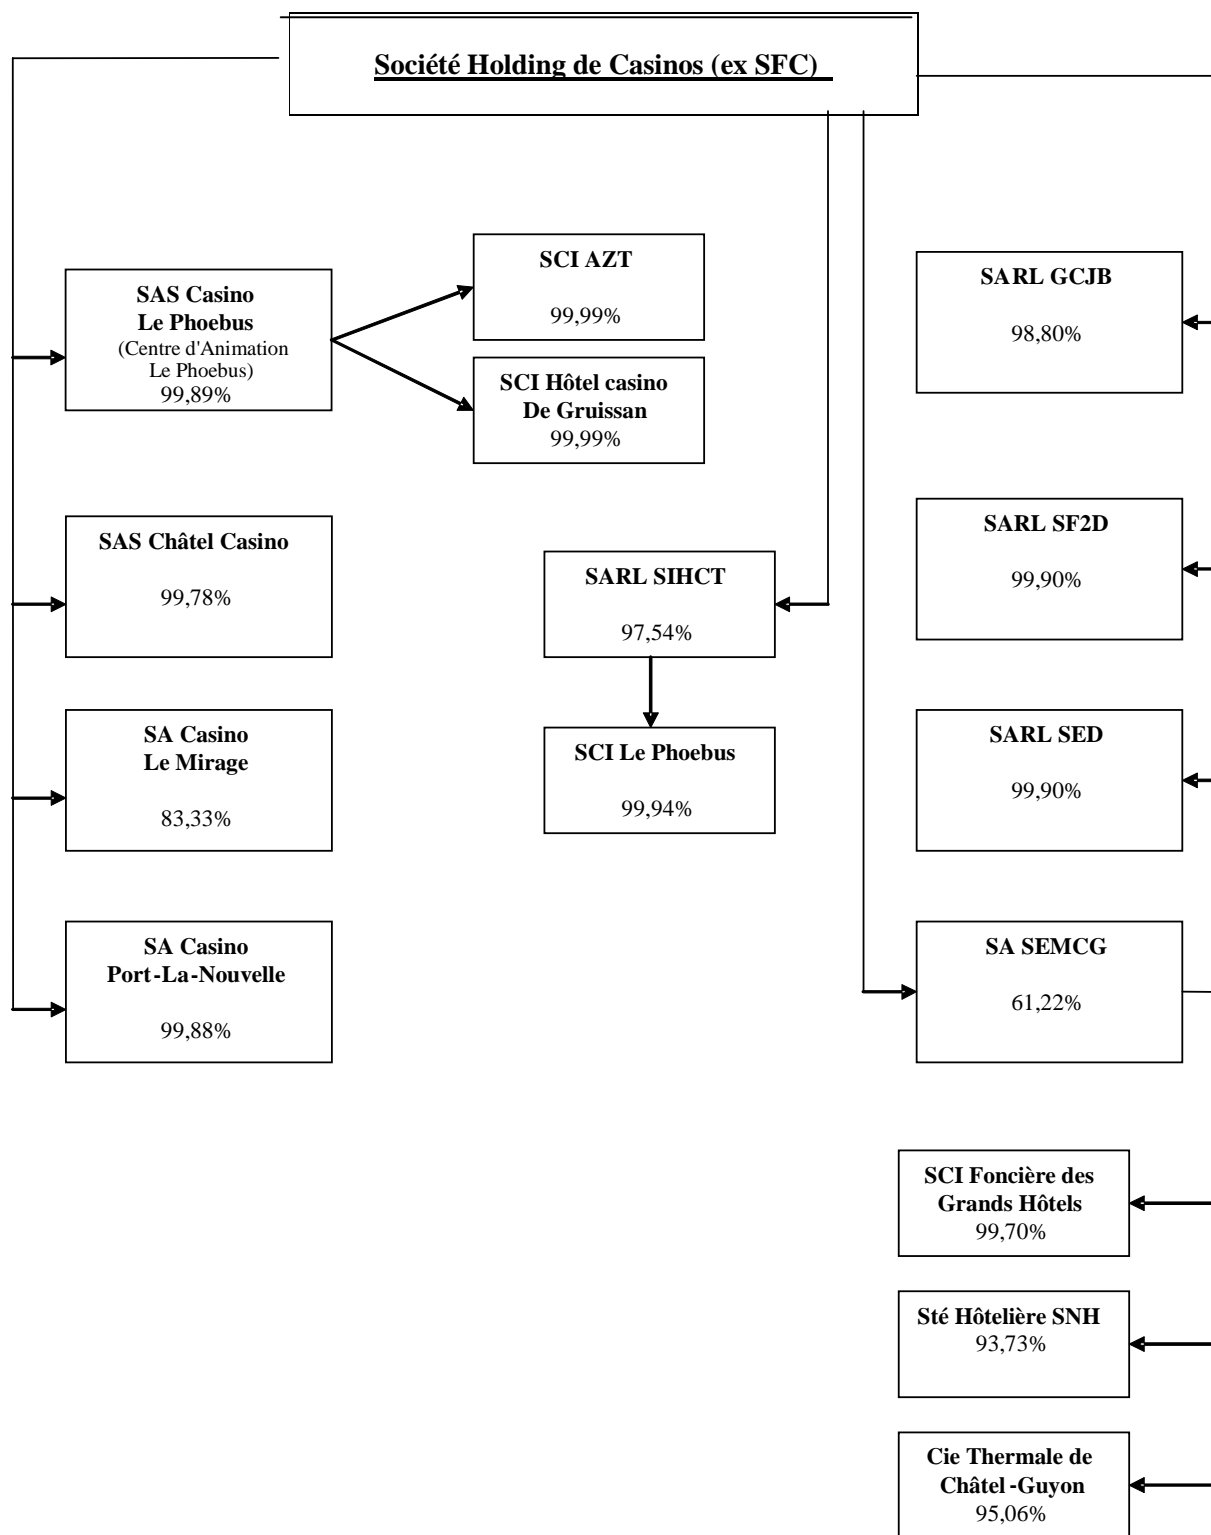 Société Holding de Casinos (ex SFC)
SAS Casino
Le Phoebus
(Centre d'Animation
Le Phoebus)
99,89%
SCI AZT
99,99%
SCI Hôtel casino
De Gruissan
99,99%
SARL GCJB
98,80%
SAS Châtel Casino
99,78%
SARL SIHCT
97,54%
SARL SF2D
99,90%
SA Casino
Le Mirage
83,33%
SCI Le Phoebus
99,94%
SARL SED
99,90%
SA Casino
Port-La-Nouvelle
99,88%
SA SEMCG
61,22%
SCI Foncière des
Grands Hôtels
99,70%
Sté Hôtelière SNH
93,73%
Cie Thermale de
Châtel-Guyon
95,06%